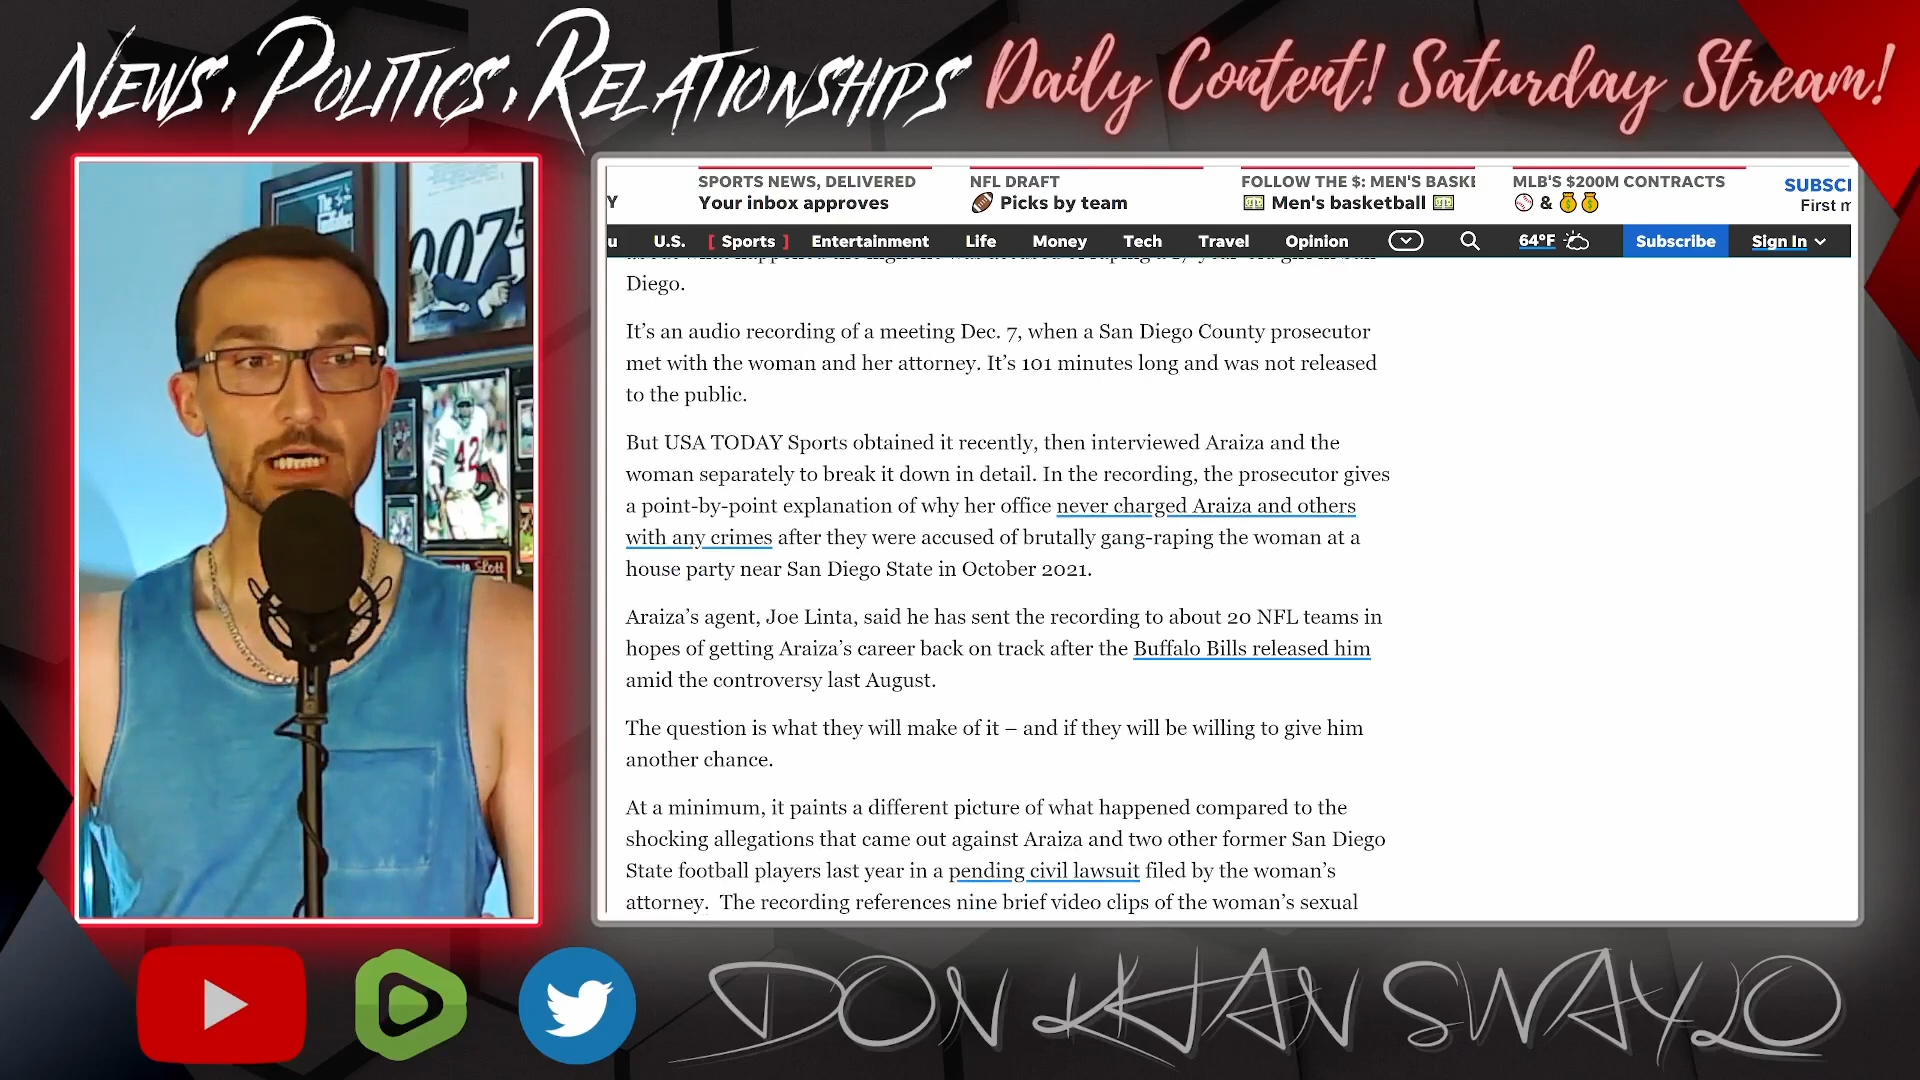 NEWS, POLITICS, RELATIONSHIPS Daily Content! Saturday Stream!
007
42
SPORTS NEWS, DELIVERED
Your inbox approves
NFL DRAFT
🏈 Picks by team
FOLLOW THE $: MEN'S BASKE
💵 Men's basketball 💵
MLB'S $200M CONTRACTS
⚾ & 💰💰
SUBSCI
First m
Y
u U.S. [ Sports ] Entertainment Life Money Tech Travel Opinion 64°F Subscribe Sign In
Diego.
It’s an audio recording of a meeting Dec. 7, when a San Diego County prosecutor
met with the woman and her attorney. It’s 101 minutes long and was not released
to the public.
But USA TODAY Sports obtained it recently, then interviewed Araiza and the
woman separately to break it down in detail. In the recording, the prosecutor gives
a point-by-point explanation of why her office never charged Araiza and others
with any crimes after they were accused of brutally gang-raping the woman at a
house party near San Diego State in October 2021.
Araiza’s agent, Joe Linta, said he has sent the recording to about 20 NFL teams in
hopes of getting Araiza’s career back on track after the Buffalo Bills released him
amid the controversy last August.
The question is what they will make of it – and if they will be willing to give him
another chance.
At a minimum, it paints a different picture of what happened compared to the
shocking allegations that came out against Araiza and two other former San Diego
State football players last year in a pending civil lawsuit filed by the woman’s
attorney. The recording references nine brief video clips of the woman’s sexual
DON KHAN SWAYLO